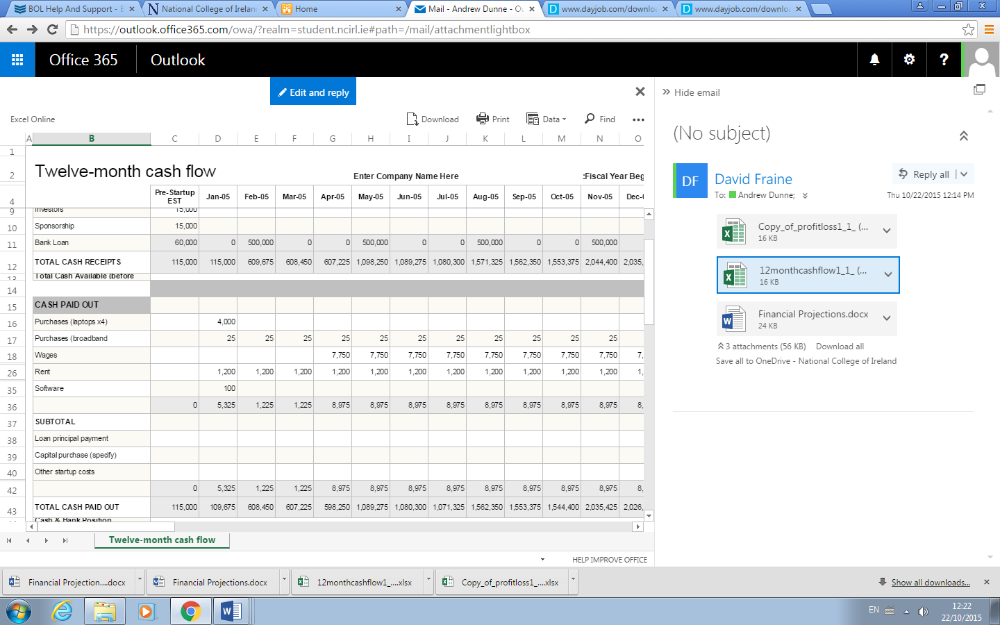 BOL Help And Support - B
National College of Irelan
Home
Mail - Andrew Dunne - Ou
www.dayjob.com/downlo
www.dayjob.com/downlo
https://outlook.office365.com/owa/?realm=student.ncirl.ie#path=/mail/attachmentlightbox
Office 365 Outlook ?
Edit and reply
Hide email
Excel Online Download Print Data Find
A B C D E F G H I J K L M N O
1
2 Twelve-month cash flow Enter Company Name Here :Fiscal Year Beg
4 Pre-Startup EST Jan-05 Feb-05 Mar-05 Apr-05 May-05 Jun-05 Jul-05 Aug-05 Sep-05 Oct-05 Nov-05 Dec-0
9 Investors 15,000
10 Sponsorship 15,000
11 Bank Loan 60,000 0 500,000 0 0 500,000 0 0 500,000 0 0 500,000
12 TOTAL CASH RECEIPTS 115,000 115,000 609,675 608,450 607,225 1,098,250 1,089,275 1,080,300 1,571,325 1,562,350 1,553,375 2,044,400 2,035,
13 Total Cash Available (before
14
15 CASH PAID OUT
16 Purchases (laptops x4) 4,000
17 Purchases (broadband 25 25 25 25 25 25 25 25 25 25 25
18 Wages 7,750 7,750 7,750 7,750 7,750 7,750 7,750 7,750 7,
26 Rent 1,200 1,200 1,200 1,200 1,200 1,200 1,200 1,200 1,200 1,200 1,200 1,
35 Software 100
36 0 5,325 1,225 1,225 8,975 8,975 8,975 8,975 8,975 8,975 8,975 8,975 8,
37 SUBTOTAL
38 Loan principal payment
39 Capital purchase (specify)
40 Other startup costs
42 0 5,325 1,225 1,225 8,975 8,975 8,975 8,975 8,975 8,975 8,975 8,975 8,
43 TOTAL CASH PAID OUT 115,000 109,675 608,450 607,225 598,250 1,089,275 1,080,300 1,071,325 1,562,350 1,553,375 1,544,400 2,035,425 2,026,
Cash & Bank Position
Twelve-month cash flow
HELP IMPROVE OFFICE
(No subject)
DF
David Fraine
Reply all
To: Andrew Dunne;
Thu 10/22/2015 12:14 PM
Copy_of_profitloss1_1_ (...
16 KB
12monthcashflow1_1_ (...
16 KB
Financial Projections.docx
24 KB
3 attachments (56 KB) Download all
Save all to OneDrive - National College of Ireland
Financial Projection....docx
Financial Projections.docx
12monthcashflow1_....xlsx
Copy_of_profitloss1_....xlsx
Show all downloads...
EN
12:22
22/10/2015